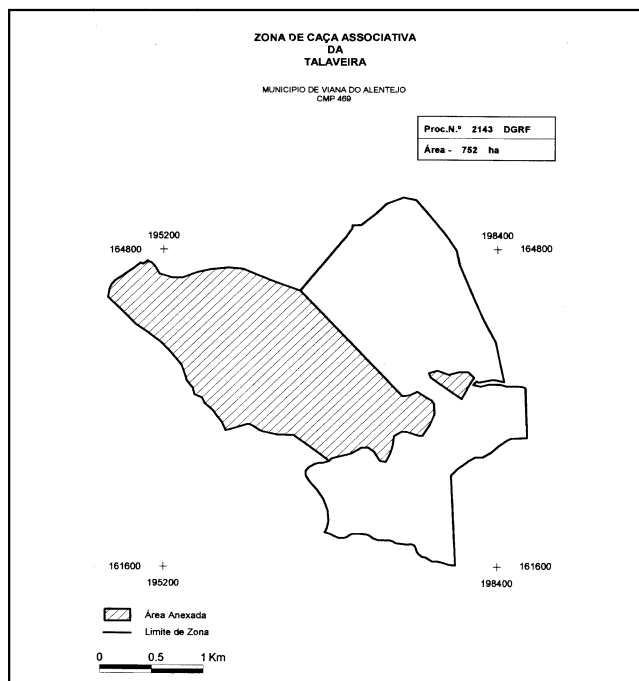 ZONA DE CAÇA ASSOCIATIVA
DA
TALAVEIRA
MUNICIPIO DE VIANA DO ALENTEJO
CMP 469
Proc.N.º 2143 DGRF
Área - 752 ha
195200
164800
198400
164800
161600
195200
161600
198400
Área Anexada
Limite de Zona
0 0.5 1 Km